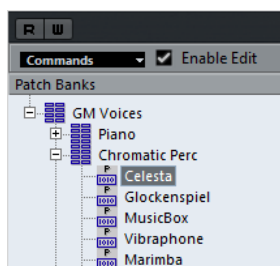 R W
Commands Enable Edit
Patch Banks
GM Voices
Piano
Chromatic Perc
P Celesta
P Glockenspiel
P MusicBox
P Vibraphone
P Marimba